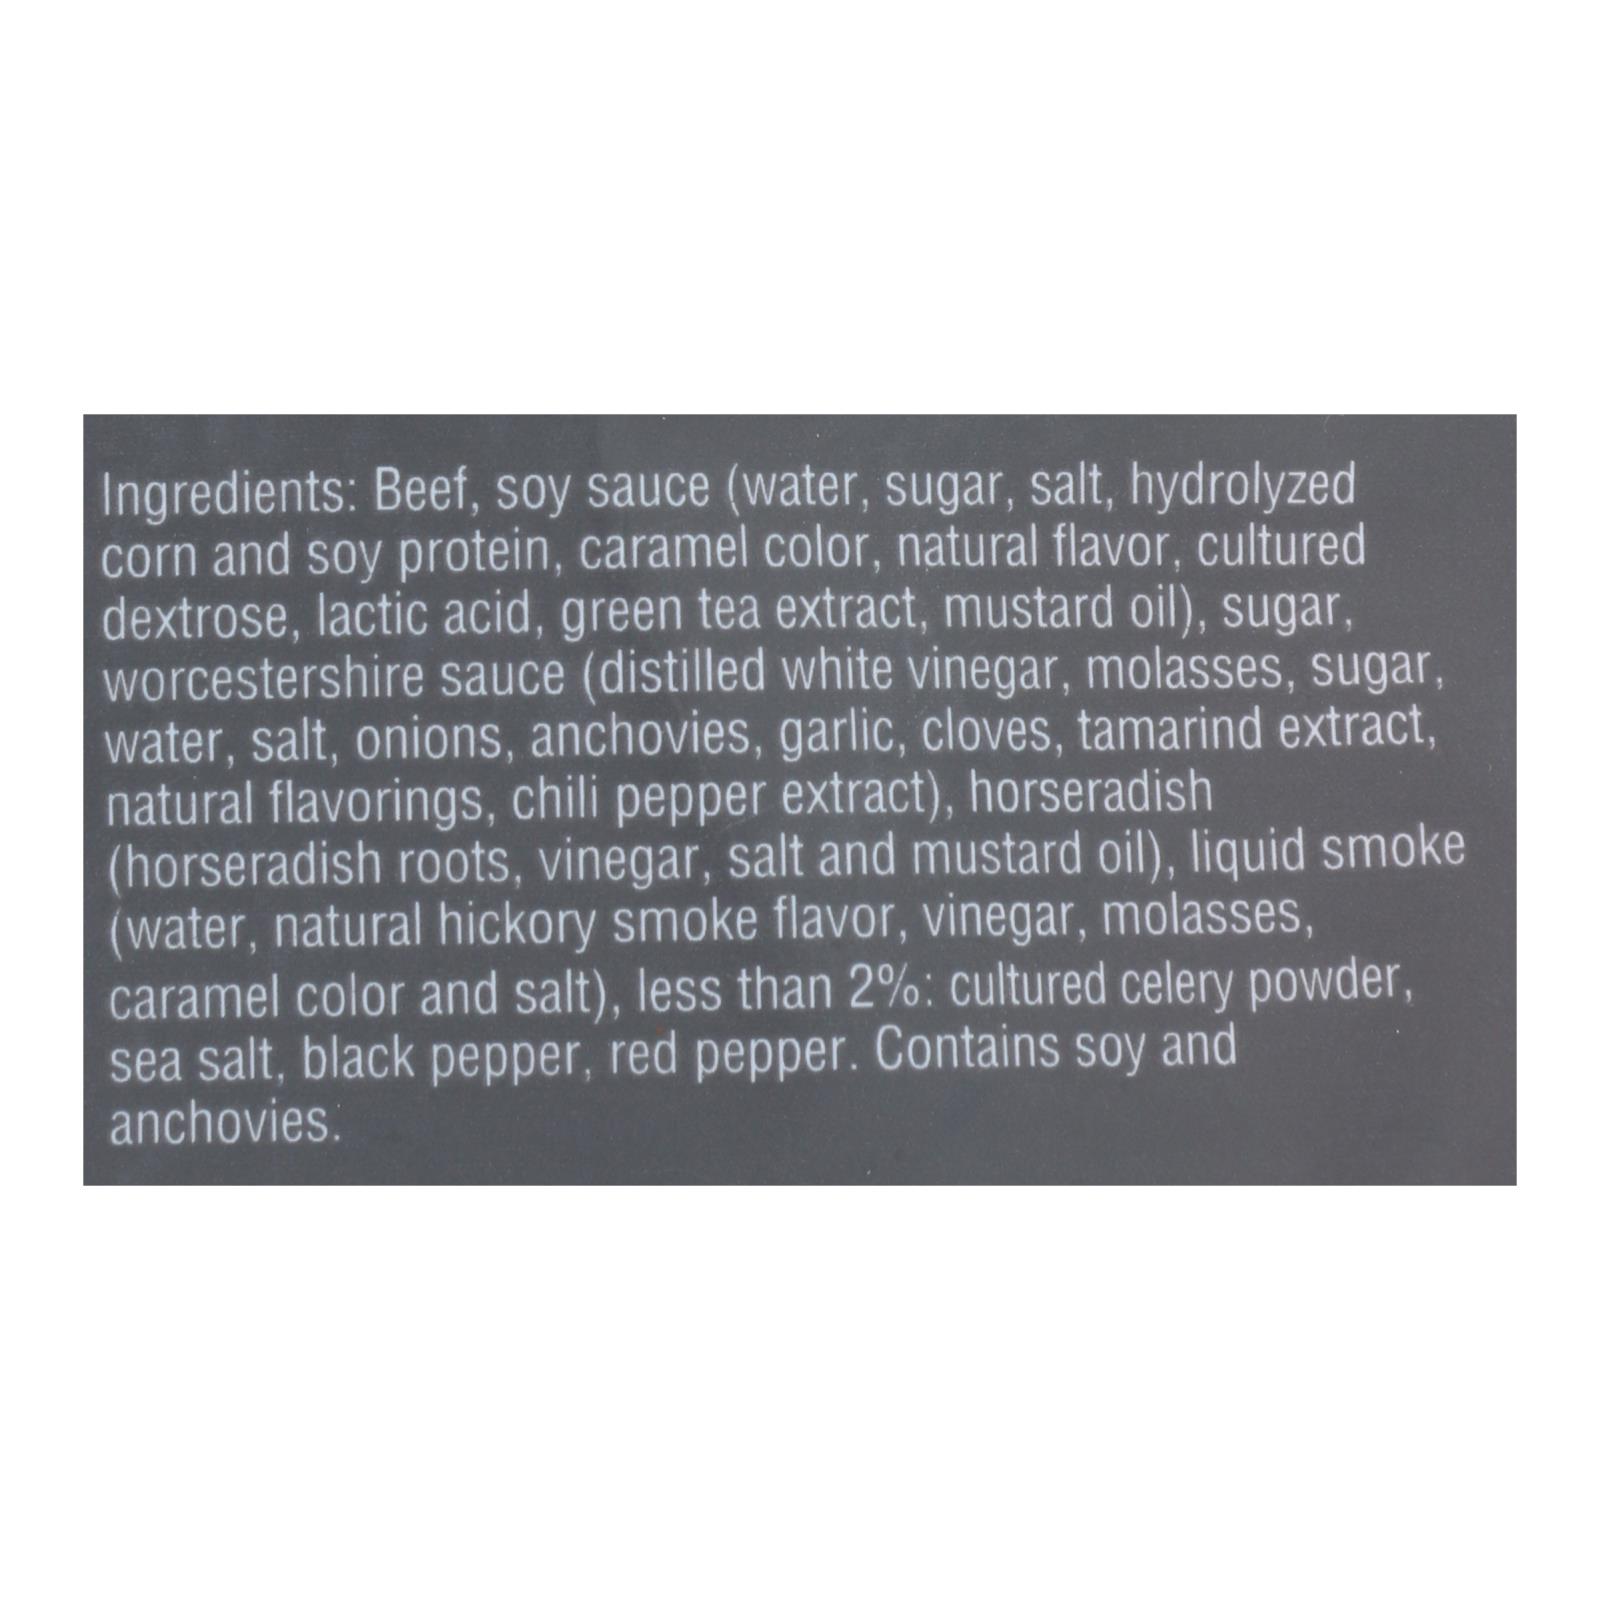 Ingredients: Beef, soy sauce (water, sugar, salt, hydrolyzed
corn and soy protein, caramel color, natural flavor, cultured
dextrose, lactic acid, green tea extract, mustard oil), sugar,
worcestershire sauce (distilled white vinegar, molasses, sugar,
water, salt, onions, anchovies, garlic, cloves, tamarind extract,
natural flavorings, chili pepper extract), horseradish
(horseradish roots, vinegar, salt and mustard oil), liquid smoke
(water, natural hickory smoke flavor, vinegar, molasses,
caramel color and salt), less than 2%: cultured celery powder,
sea salt, black pepper, red pepper. Contains soy and
anchovies.